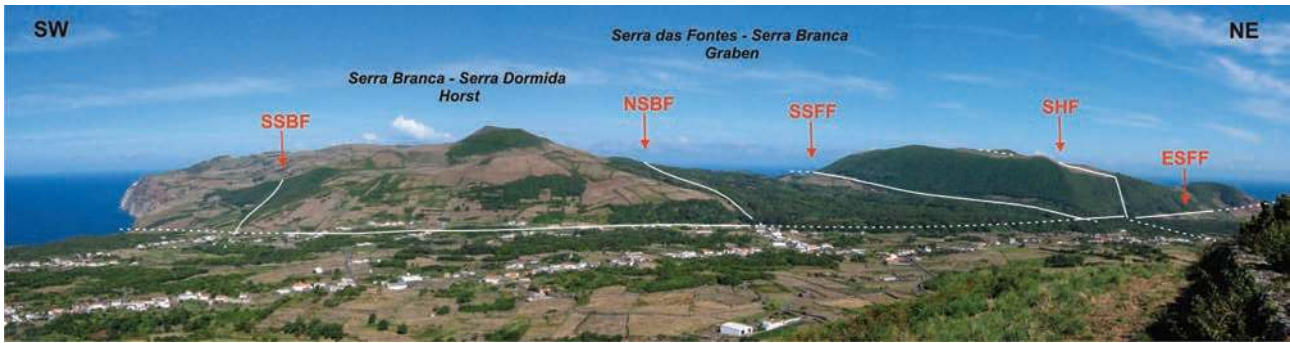 SW
NE
Serra das Fontes - Serra Branca
Graben
Serra Branca - Serra Dormida
Horst
SSBF
NSBF
SSFF
SHF
ESFF